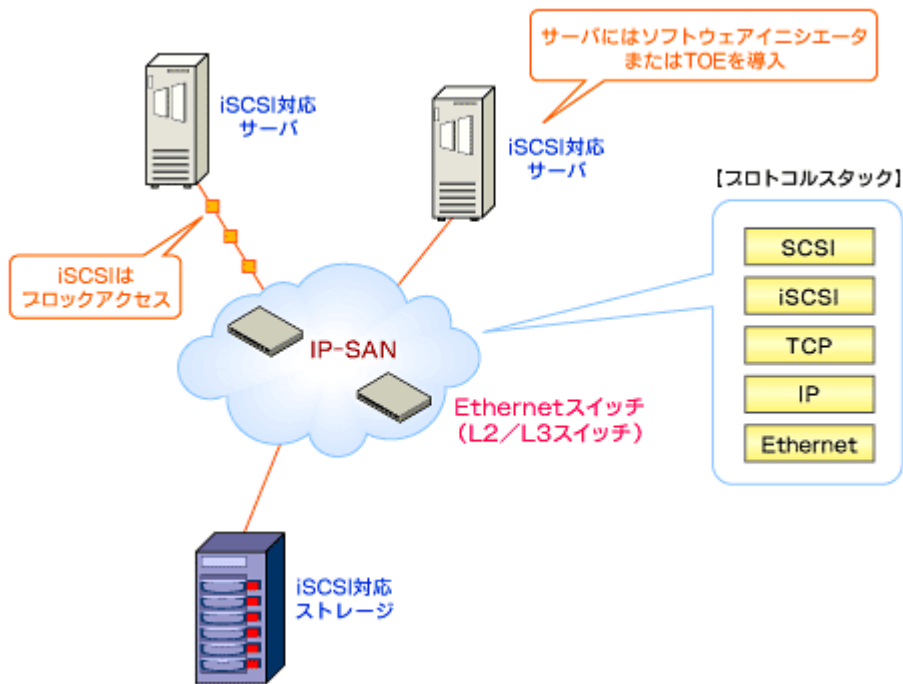 サーバにはソフトウェアイニシエータ
またはTOEを導入
iSCSI対応
サーバ
iSCSI対応
サーバ
【プロトコルスタック】
iSCSIは
ブロックアクセス
SCSI
iSCSI
TCP
IP
Ethernet
IP-SAN
Ethernetスイッチ
（L2／L3スイッチ）
iSCSI対応
ストレージ